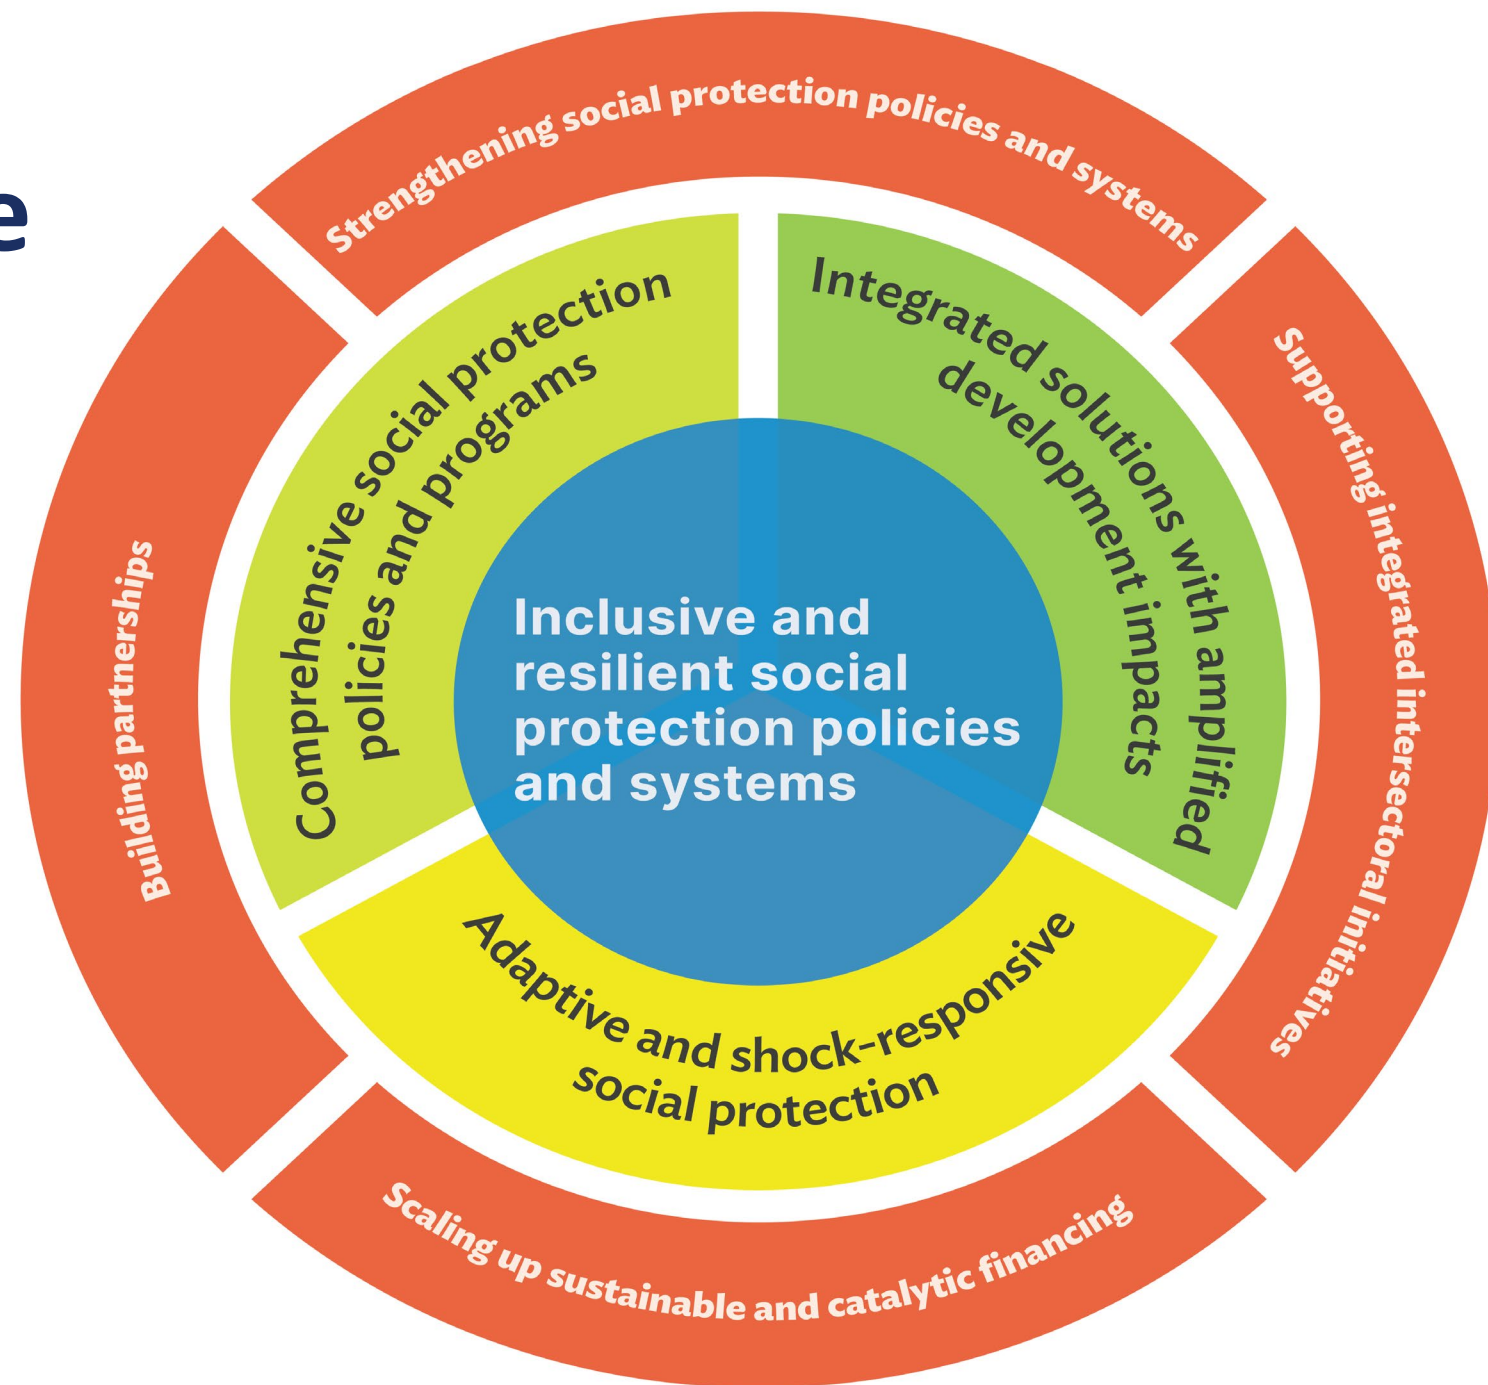 e
Strengthening social protection policies and systems
Supporting integrated intersectoral initiatives
Scaling up sustainable and catalytic financing
Building partnerships
Comprehensive social protection
policies and programs
Integrated solutions with amplified
development impacts
Adaptive and shock-responsive
social protection
Inclusive and
resilient social
protection policies
and systems